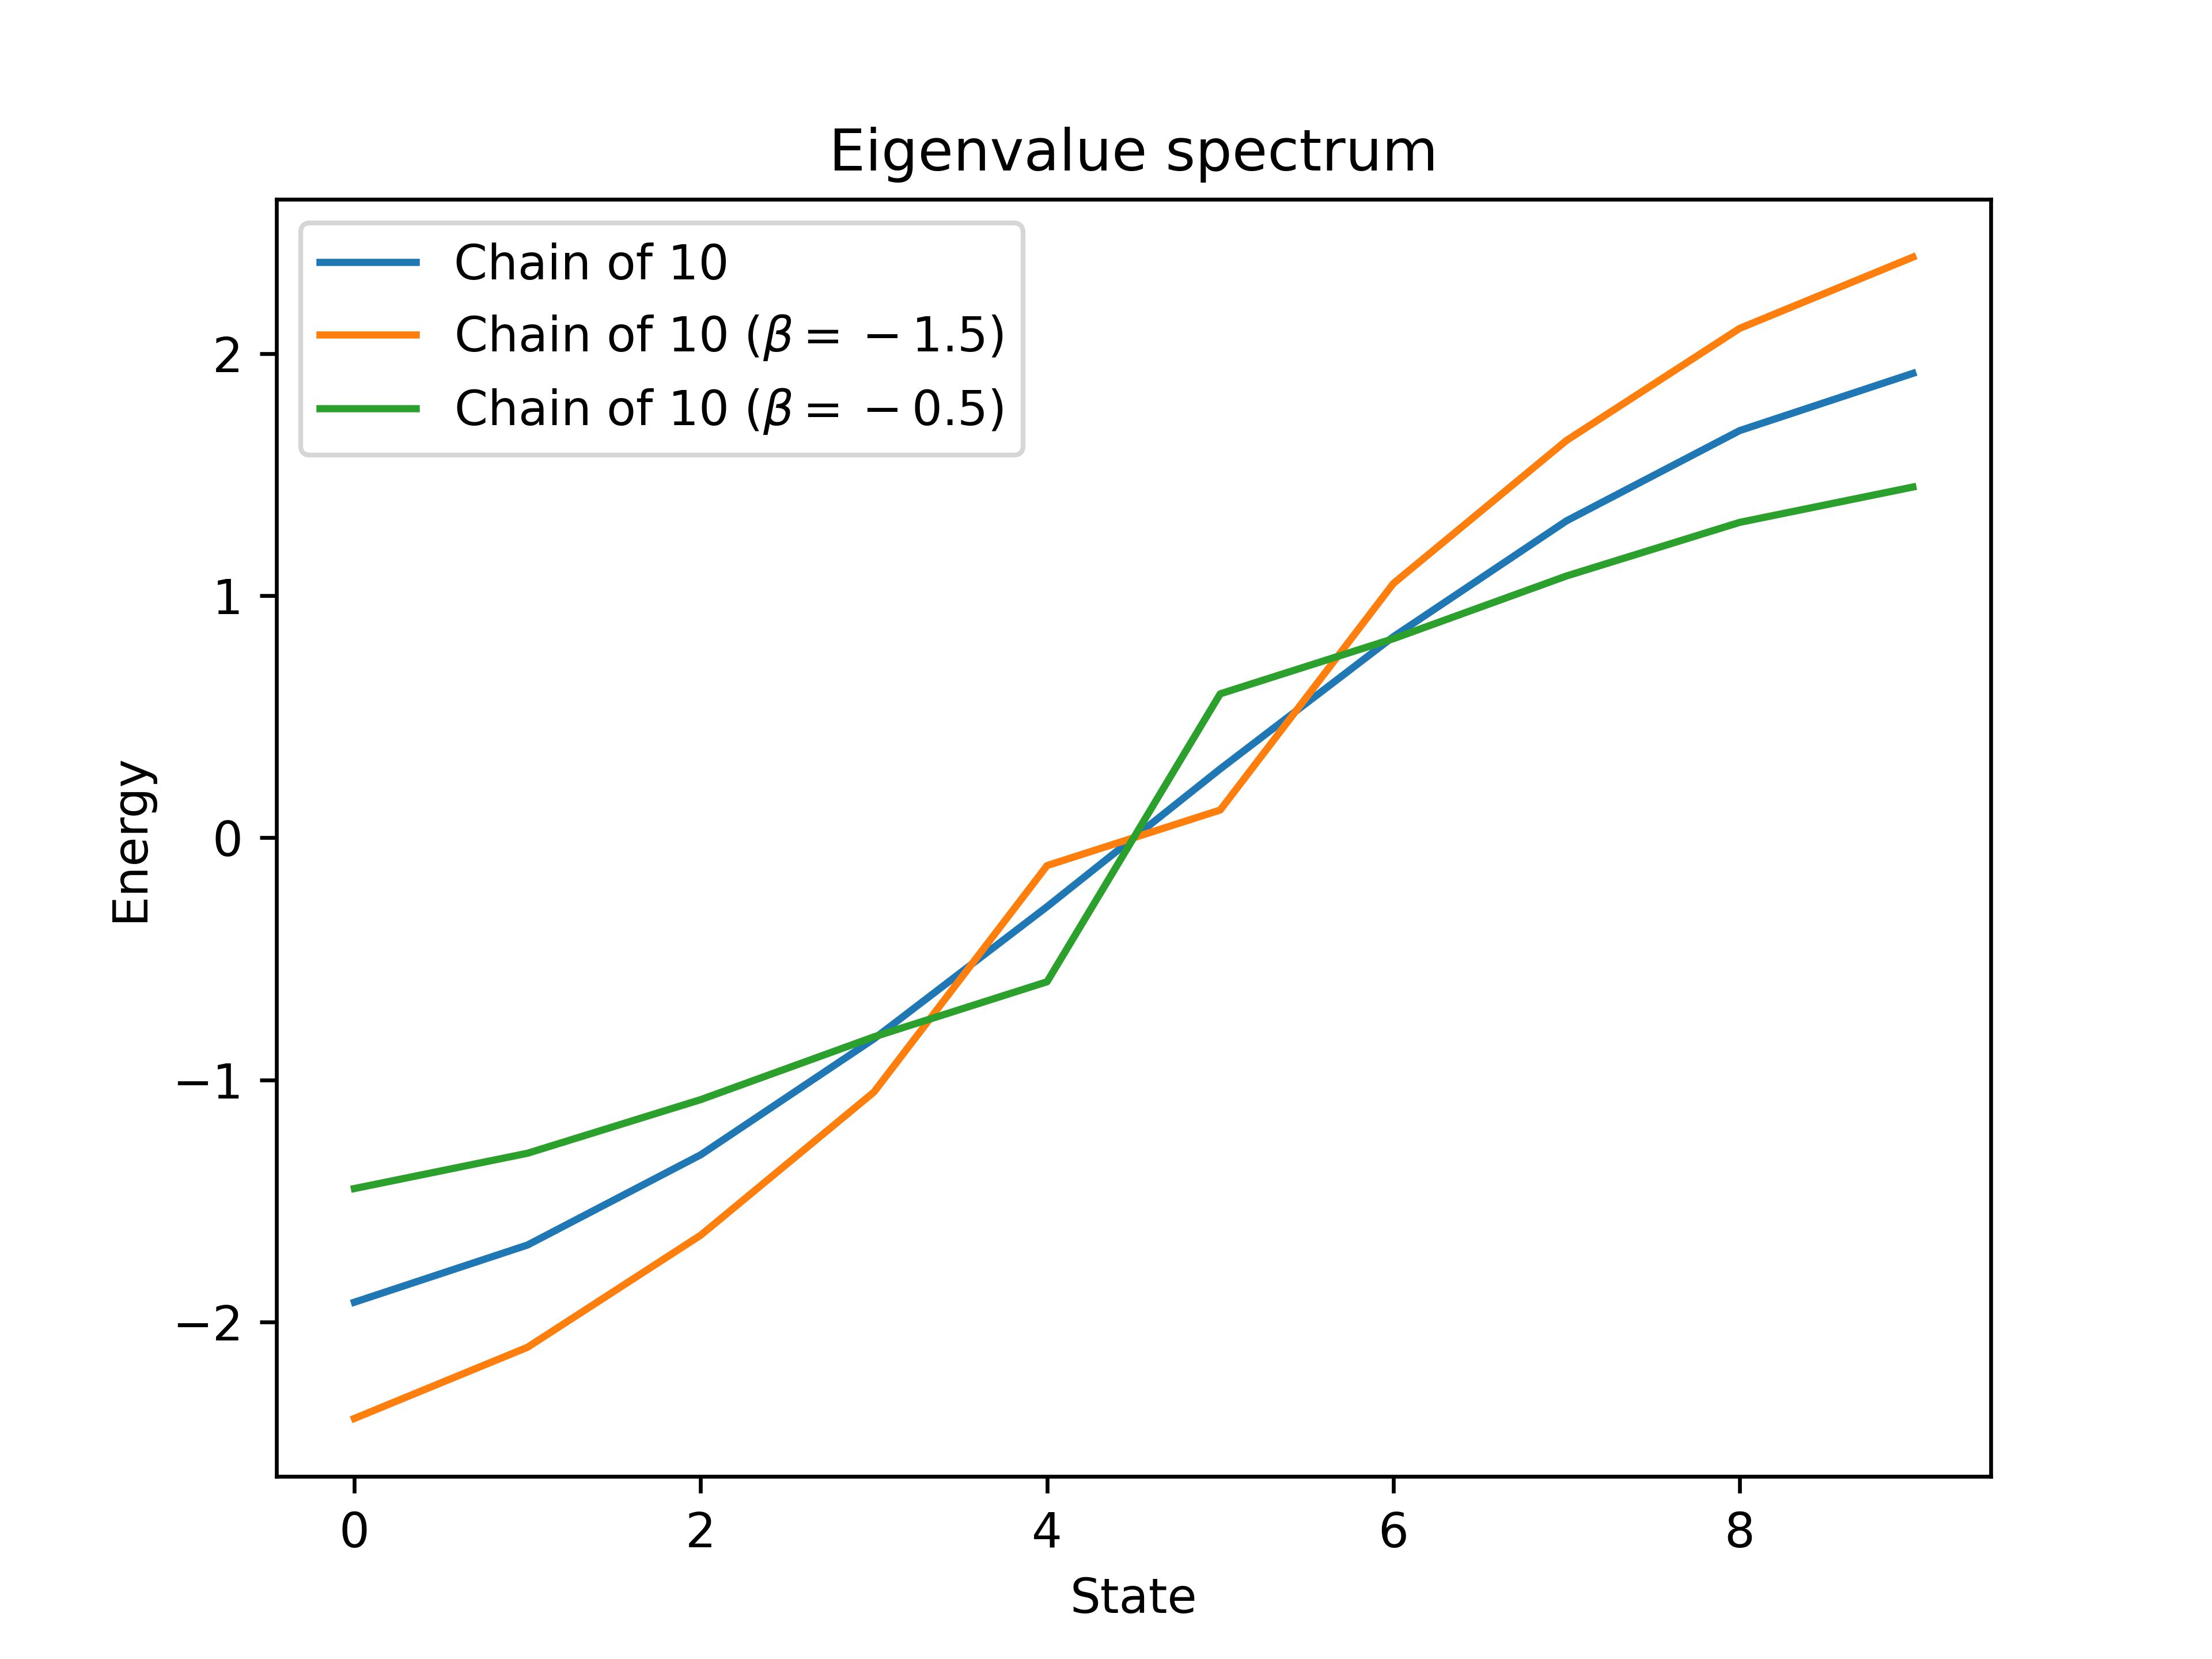 Eigenvalue spectrum
Chain of 10
Chain of 10 (β = −1.5)
Chain of 10 (β = −0.5)
2
1
0
−1
−2
Energy
0 2 4 6 8
State